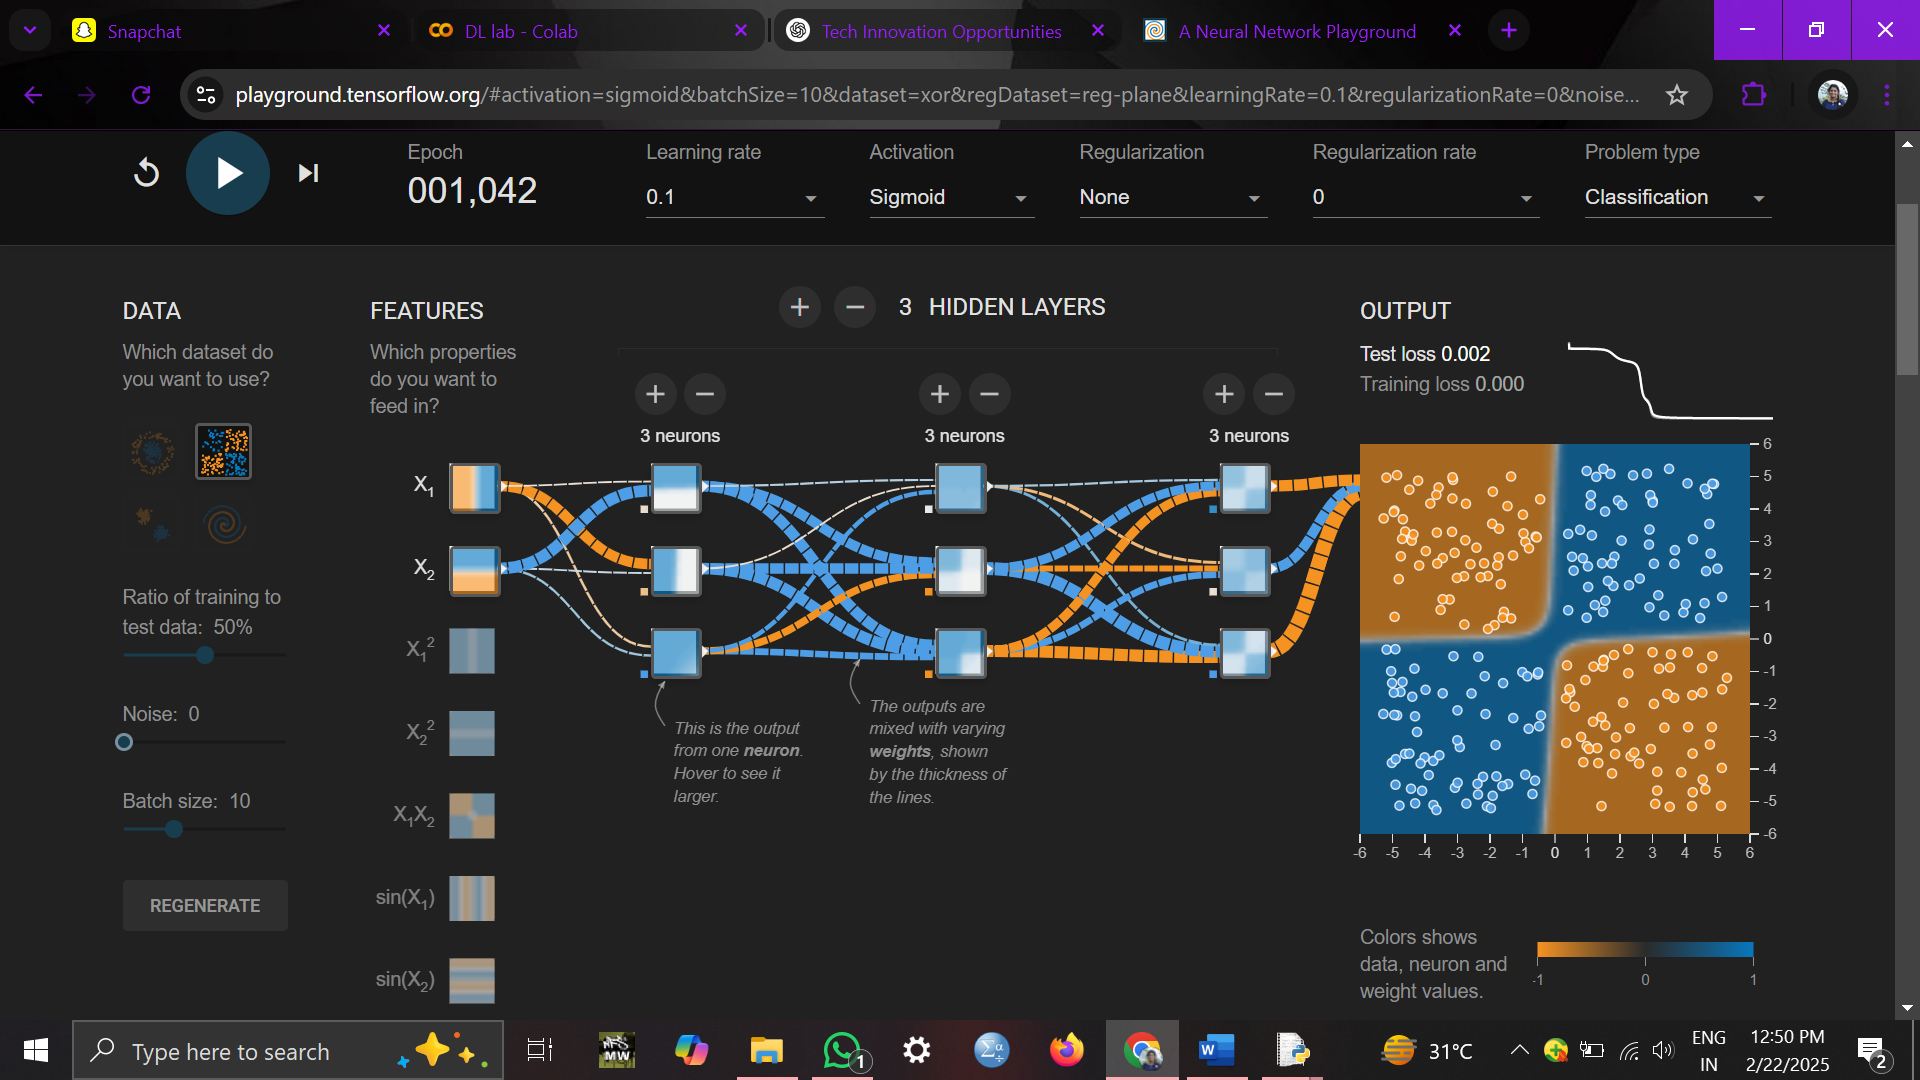 Snapchat
DL lab - Colab
Tech Innovation Opportunities
A Neural Network Playground
playground.tensorflow.org/#activation=sigmoid&batchSize=10&dataset=xor&regDataset=reg-plane&learningRate=0.1&regularizationRate=0&noise...
Epoch
001,042
Learning rate
0.1
Activation
Sigmoid
Regularization
None
Regularization rate
0
Problem type
Classification
DATA
Which dataset do
you want to use?
Ratio of training to
test data: 50%
Noise: 0
Batch size: 10
REGENERATE
FEATURES
Which properties
do you want to
feed in?
X1
X2
X1²
X2²
X1X2
sin(X1)
sin(X2)
3 HIDDEN LAYERS
3 neurons
3 neurons
3 neurons
This is the output
from one neuron.
Hover to see it
larger.
The outputs are
mixed with varying
weights, shown
by the thickness of
the lines.
OUTPUT
Test loss 0.002
Training loss 0.000
6
5
4
3
2
1
0
-1
-2
-3
-4
-5
-6
-6 -5 -4 -3 -2 -1 0 1 2 3 4 5 6
Colors shows
data, neuron and
weight values.
-1 0 1
Type here to search
MW
1
Σα
W
31°C
ENG
IN
12:50 PM
2/22/2025
2